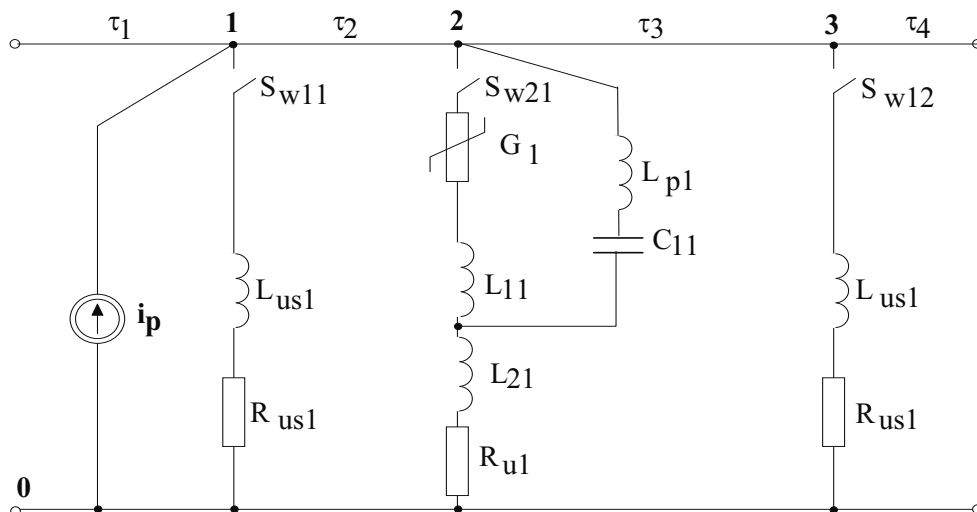 τ1 1 τ2 2 τ3 3 τ4
Sw11 Sw21 Sw12
G1
Lp1
C11
Lus1 L11 Lus1
ip
L21
Rus1 Ru1 Rus1
0